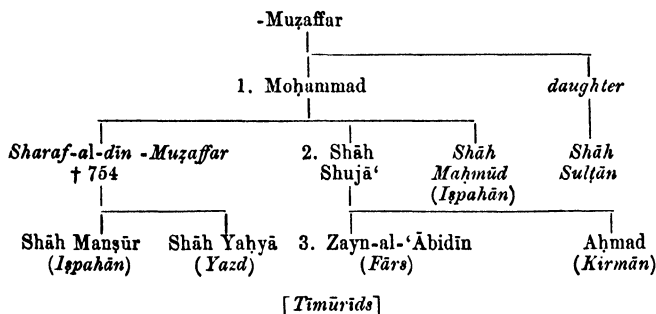 -Muẓaffar
1. Moḥammad daughter
Sharaf-al-dīn -Muẓaffar 2. Shāh Shāh Shāh
† 754 Shujā‘ Maḥmūd Sulṭān
(Iṣpahān)
Shāh Manṣūr Shāh Yaḥyā 3. Zayn-al-‘Ābidīn Aḥmad
(Iṣpahān) (Yazd) (Fārs) (Kirmān)
[Tīmūrīds]